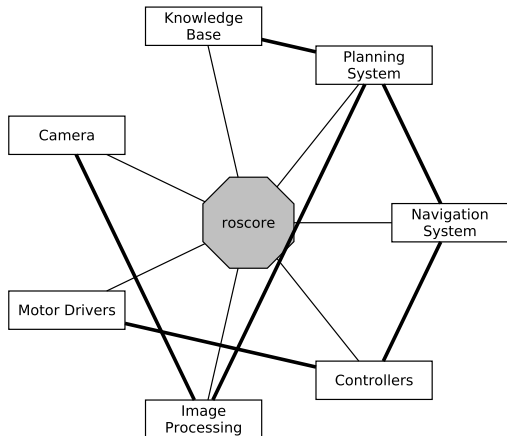 Knowledge
Base
Planning
System
Camera
roscore
Navigation
System
Motor Drivers
Controllers
Image
Processing